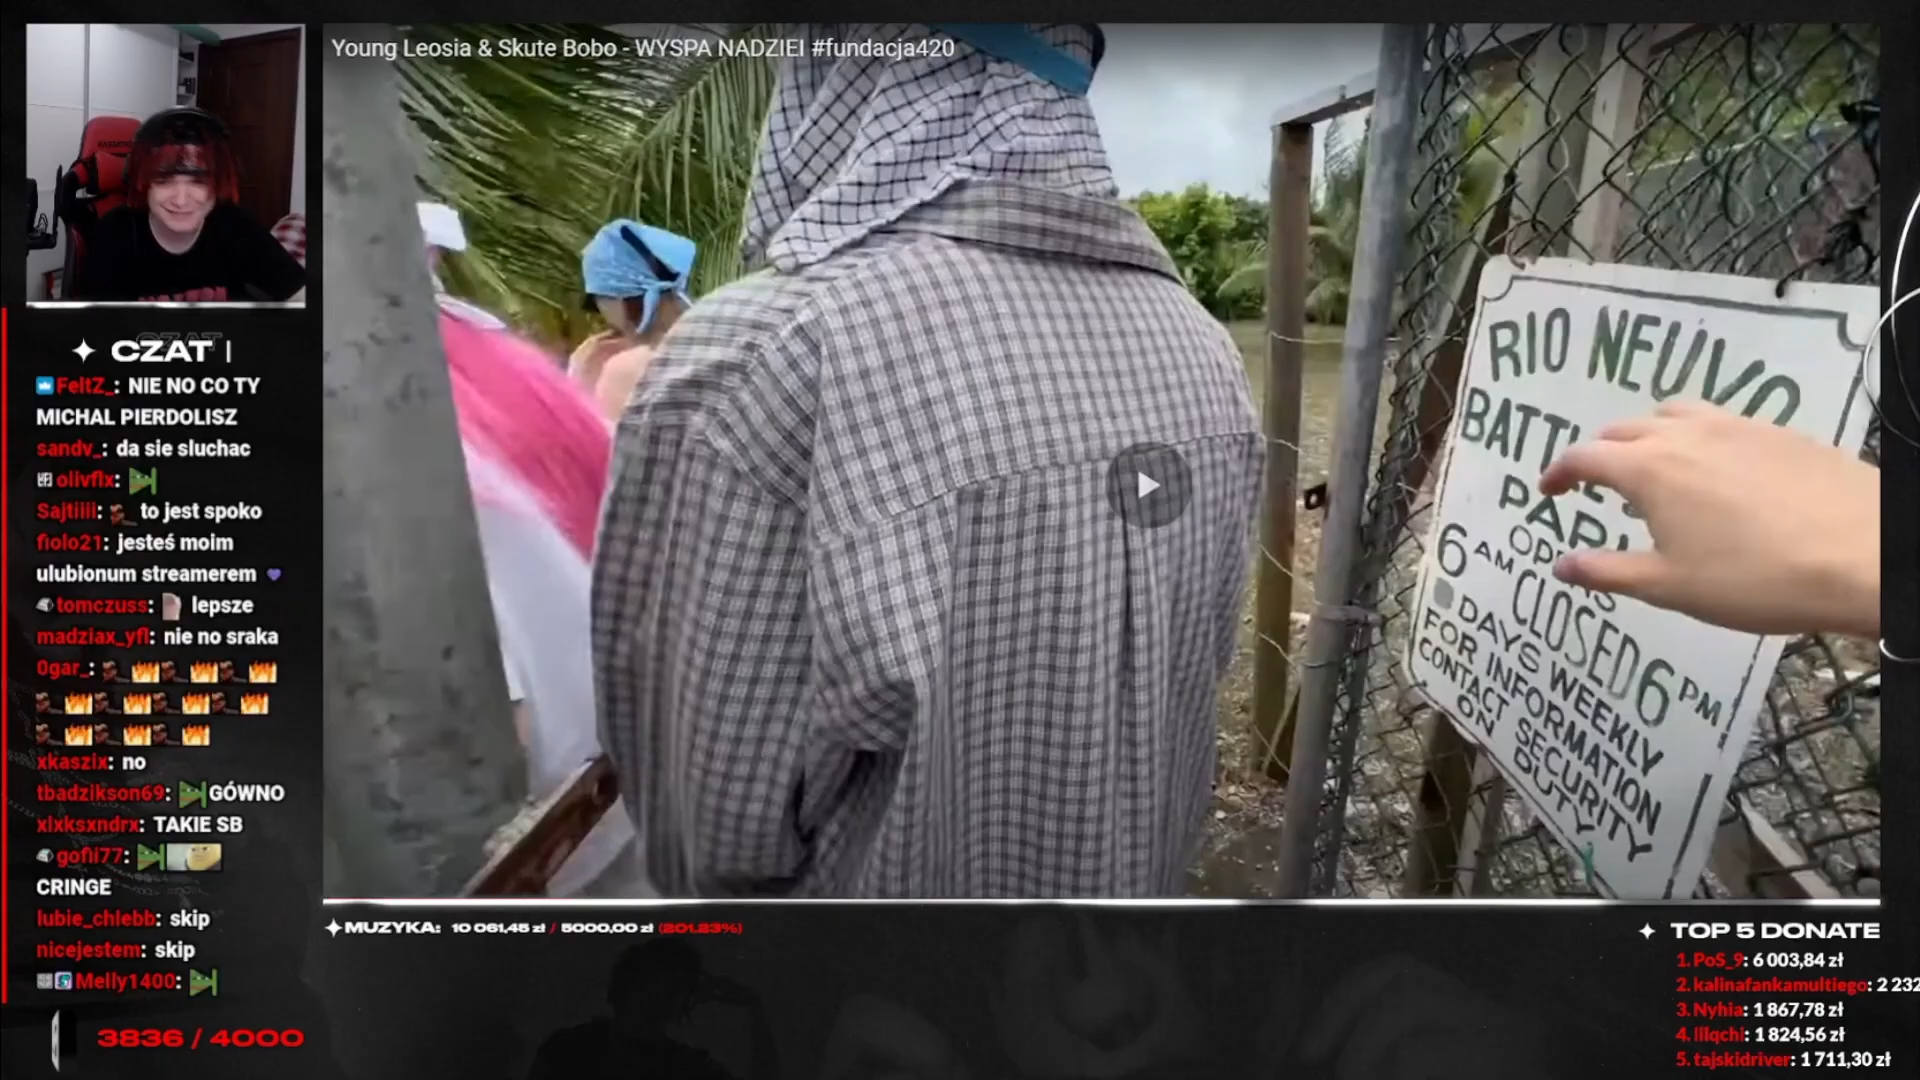 Young Leosia & Skute Bobo - WYSPA NADZIEI #fundacja420
CZAT
FeltZ_: NIE NO CO TY
MICHAL PIERDOLISZ
sandv_: da sie sluchac
olivflx:
Sajtiiii: to jest spoko
fiolo21: jesteś moim
ulubionum streamerem
tomczuss: lepsze
madziax_yfl: nie no sraka
0gar_:
xkaszix: no
tbadzikson69: GÓWNO
xlxksxndrx: TAKIE SB
gofii77:
CRINGE
lubie_chlebb: skip
nicejestem: skip
Melly1400:
3836 / 4000
RIO NEUVO
BATTLE
PAR
6 AM CLOSED 6 PM
DAYS WEEKLY
FOR INFORMATION
CONTACT SECURITY
ON DUTY
MUZYKA: 10 061,45 zł / 5000,00 zł (201.23%)
TOP 5 DONATE
1. PoS_9: 6 003,84 zł
2. kalinafankamultiego: 2 232
3. Nyhia: 1 867,78 zł
4. lilqchi: 1 824,56 zł
5. tajskidriver: 1 711,30 zł